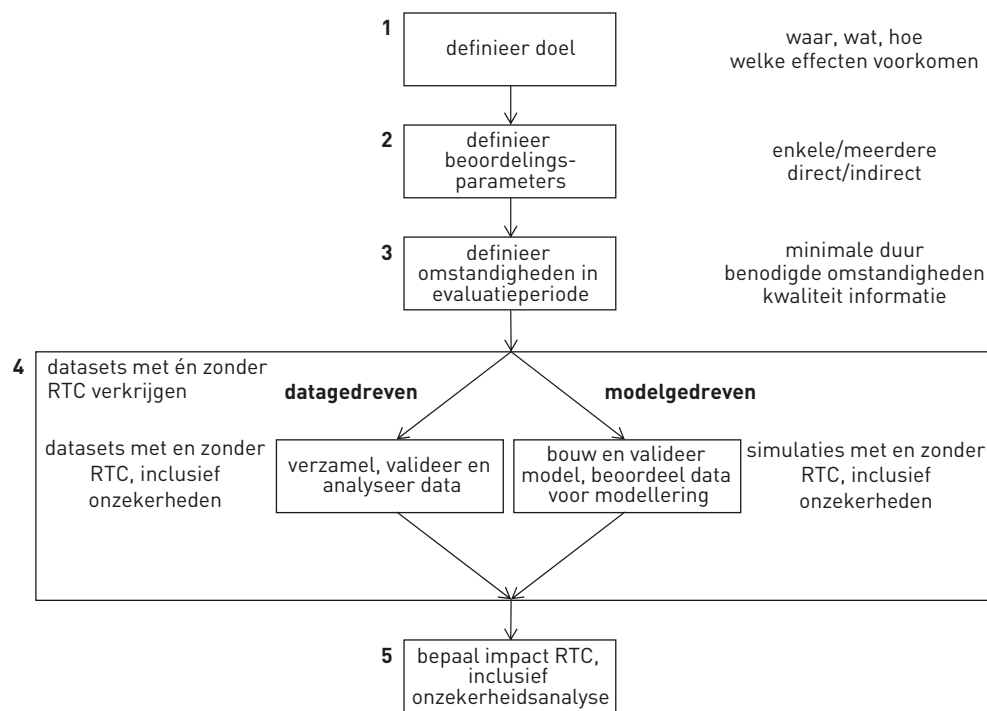 1
definieer doel
waar, wat, hoe
welke effecten voorkomen
2
definieer
beoordelings-
parameters
enkele/meerdere
direct/indirect
3
definieer
omstandigheden in
evaluatieperiode
minimale duur
benodigde omstandigheden
kwaliteit informatie
4
datasets met én zonder
RTC verkrijgen
datagedreven
modelgedreven
datasets met en zonder
RTC, inclusief
onzekerheden
verzamel, valideer en
analyseer data
bouw en valideer
model, beoordeel data
voor modellering
simulaties met en zonder
RTC, inclusief
onzekerheden
5
bepaal impact RTC,
inclusief
onzekerheidsanalyse